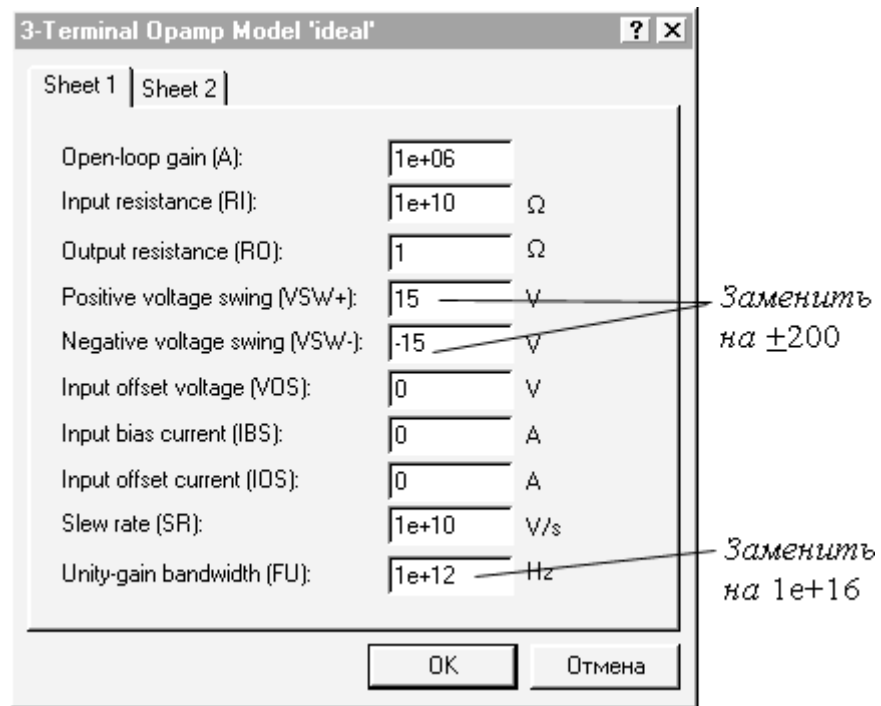 3-Terminal Opamp Model 'ideal'
Sheet 1 Sheet 2
Open-loop gain (A): 1e+06
Input resistance (RI): 1e+10 Ω
Output resistance (RO): 1 Ω
Positive voltage swing (VSW+): 15 V
Negative voltage swing (VSW-): -15 V
Заменить
на ±200
Input offset voltage (VOS): 0 V
Input bias current (IBS): 0 A
Input offset current (IOS): 0 A
Slew rate (SR): 1e+10 V/s
Unity-gain bandwidth (FU): 1e+12 Hz
Заменить
на 1e+16
OK Отмена